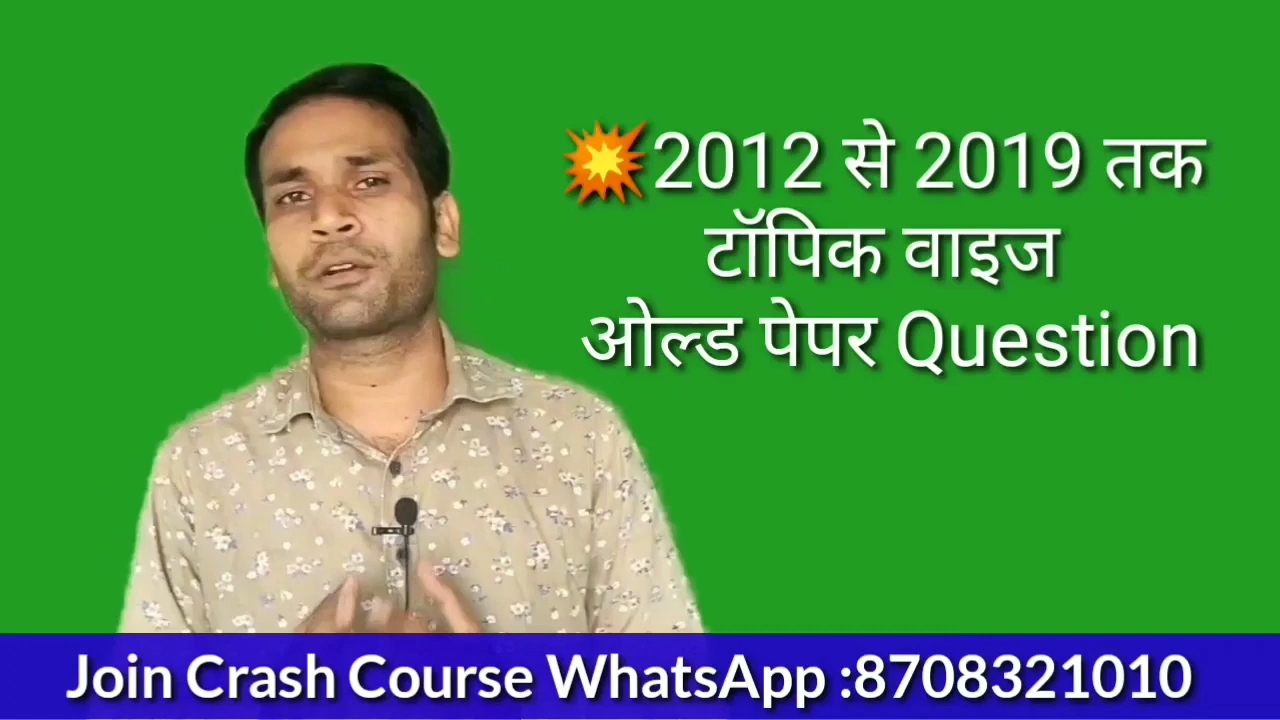 💥2012 से 2019 तक
टॉपिक वाइज
ओल्ड पेपर Question
Join Crash Course WhatsApp :8708321010